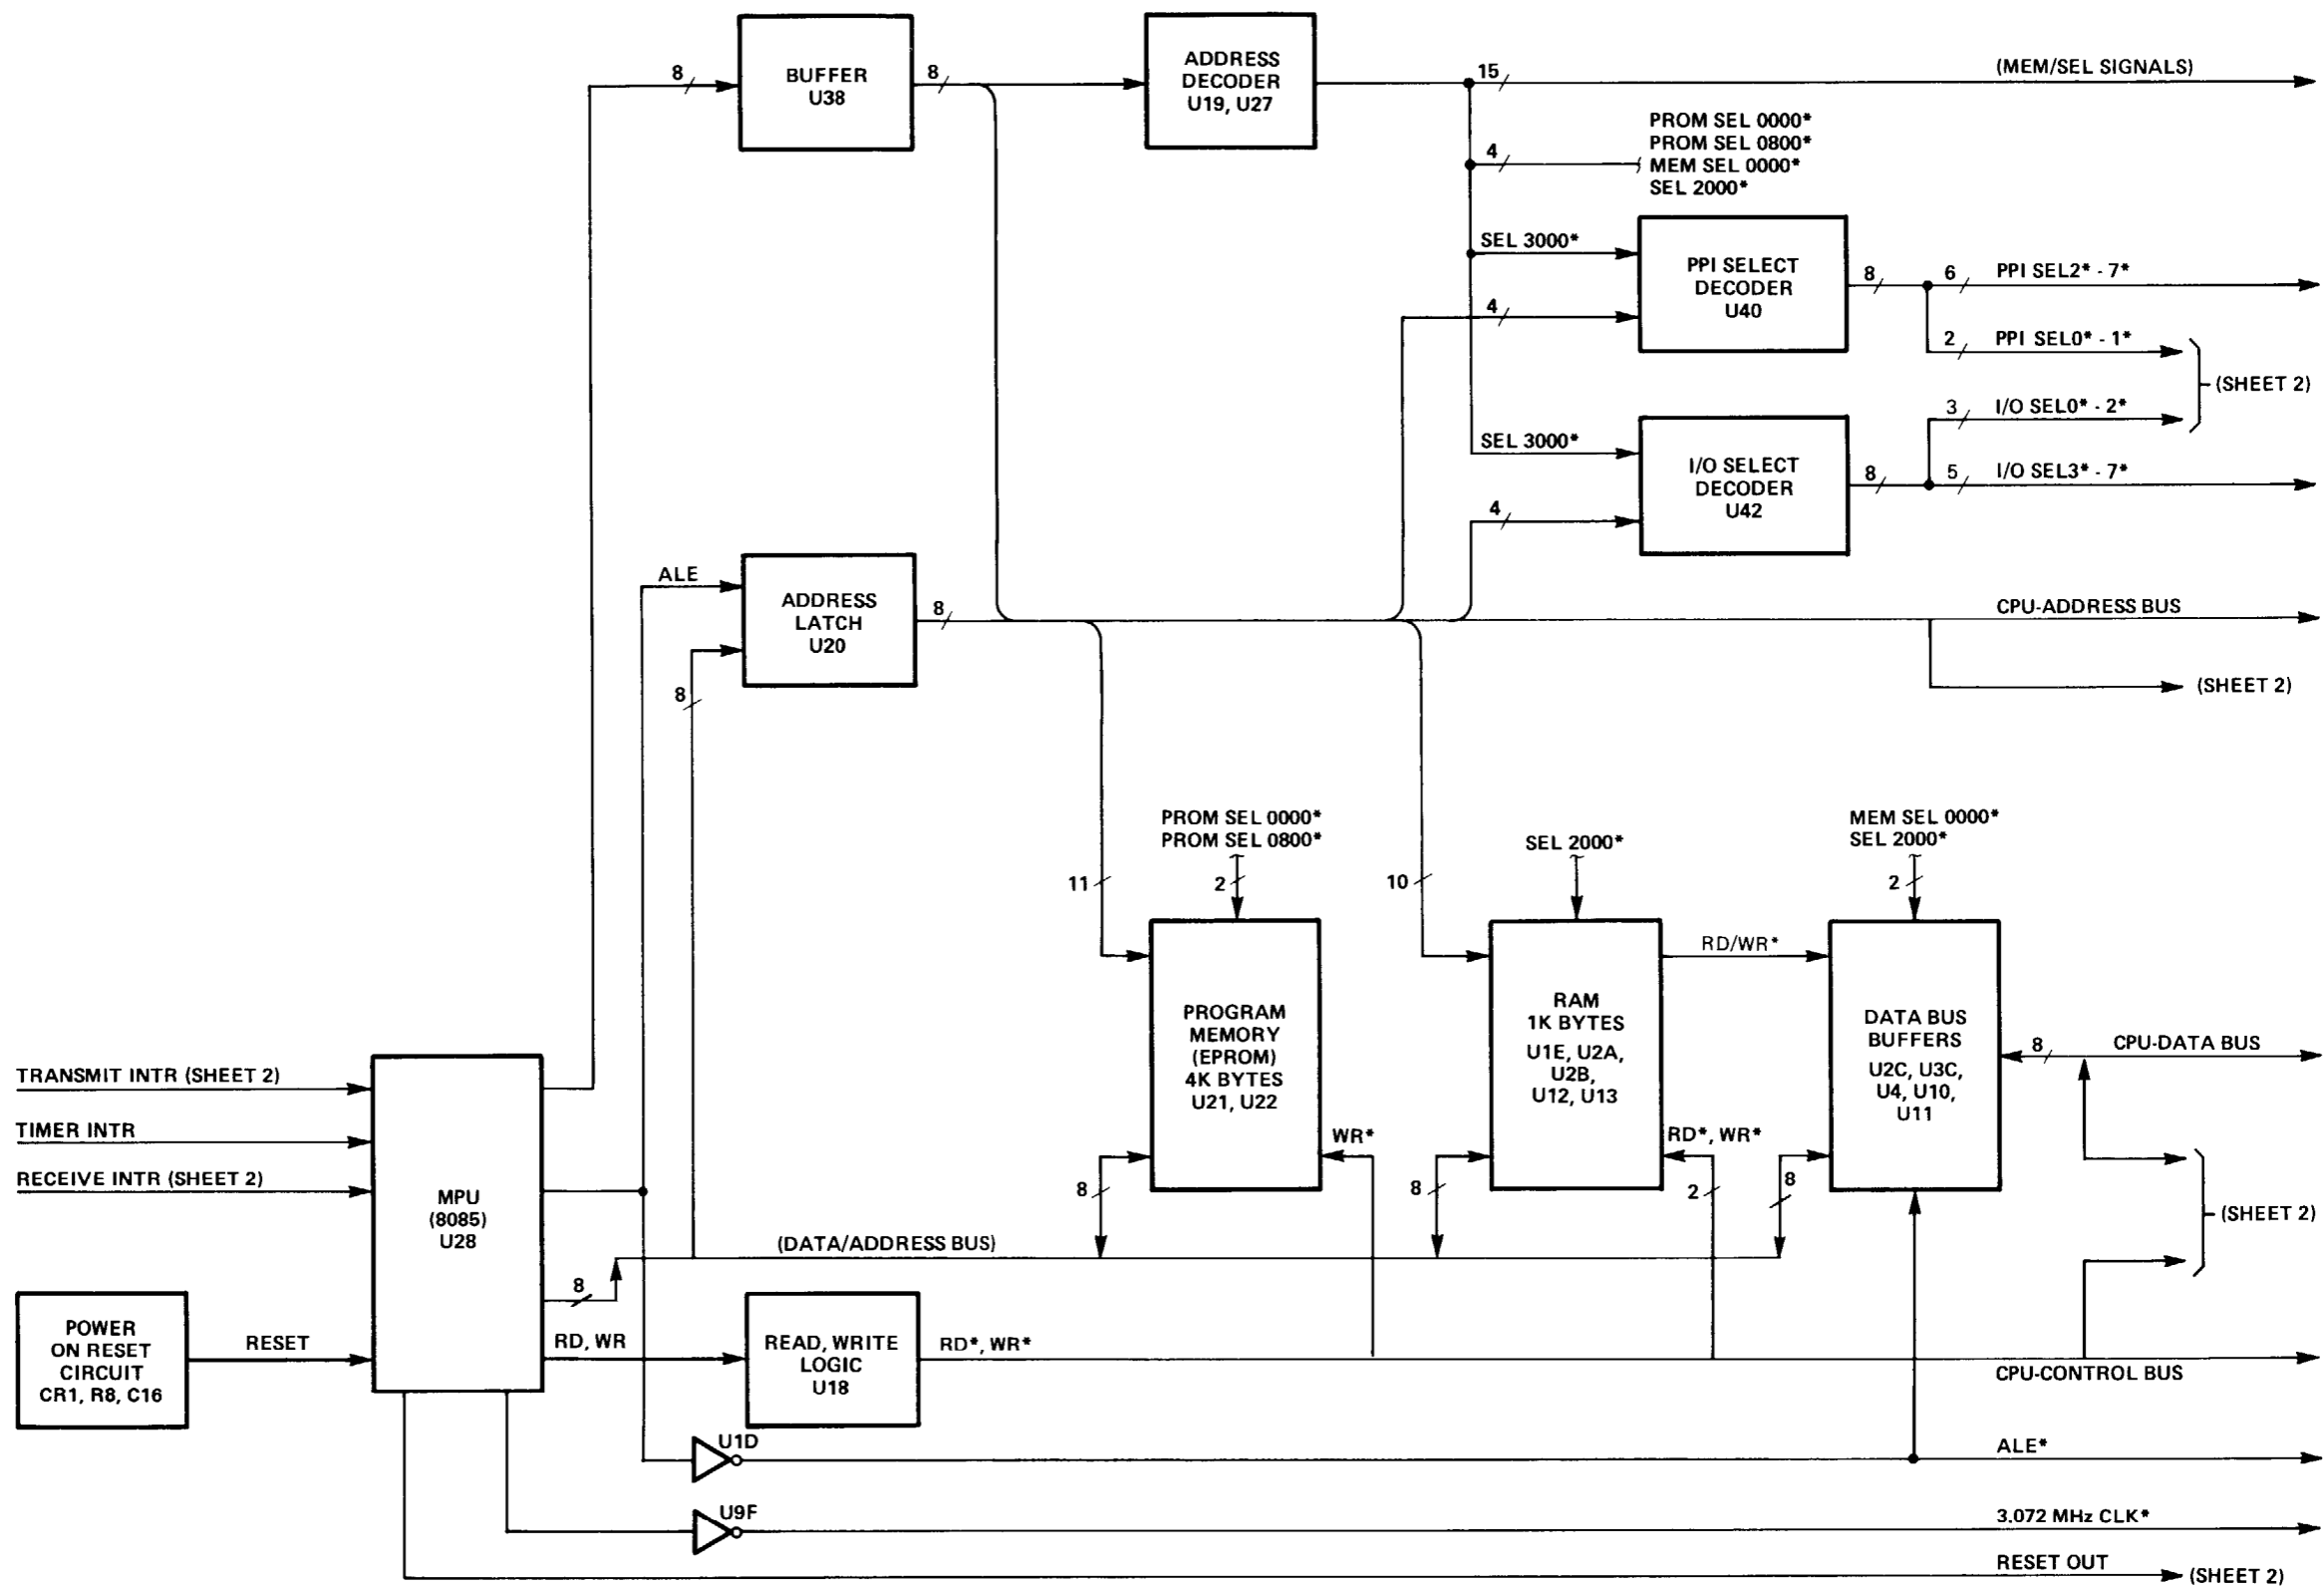 BUFFER
U38
8
8
ADDRESS
DECODER
U19, U27
15
(MEM/SEL SIGNALS)
4
PROM SEL 0000*
PROM SEL 0800*
MEM SEL 0000*
SEL 2000*
SEL 3000*
4
PPI SELECT
DECODER
U40
8
6
PPI SEL2* - 7*
2
PPI SEL0* - 1*
(SHEET 2)
3
I/O SEL0* - 2*
SEL 3000*
4
I/O SELECT
DECODER
U42
8
5
I/O SEL3* - 7*
ALE
8
ADDRESS
LATCH
U20
8
CPU-ADDRESS BUS
(SHEET 2)
PROM SEL 0000*
PROM SEL 0800*
SEL 2000*
MEM SEL 0000*
SEL 2000*
11
2
10
2
PROGRAM
MEMORY
(EPROM)
4K BYTES
U21, U22
WR*
8
RAM
1K BYTES
U1E, U2A,
U2B,
U12, U13
RD/WR*
RD*, WR*
8
2
8
DATA BUS
BUFFERS
U2C, U3C,
U4, U10,
U11
8
CPU-DATA BUS
(SHEET 2)
TRANSMIT INTR (SHEET 2)
TIMER INTR
RECEIVE INTR (SHEET 2)
MPU
(8085)
U28
(DATA/ADDRESS BUS)
8
POWER
ON RESET
CIRCUIT
CR1, R8, C16
RESET
RD, WR
READ, WRITE
LOGIC
U18
RD*, WR*
CPU-CONTROL BUS
U1D
ALE*
U9F
3.072 MHz CLK*
RESET OUT
(SHEET 2)